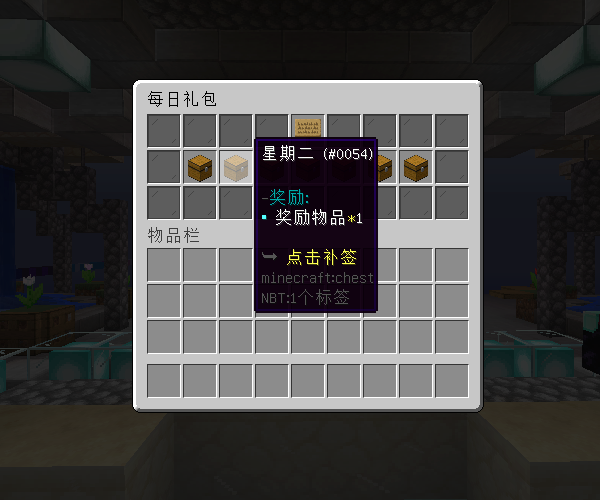 每日礼包
星期二 (#0054)
-奖励:
▪ 奖励物品*1
物品栏
➥ 点击补签
minecraft:chest
NBT:1个标签